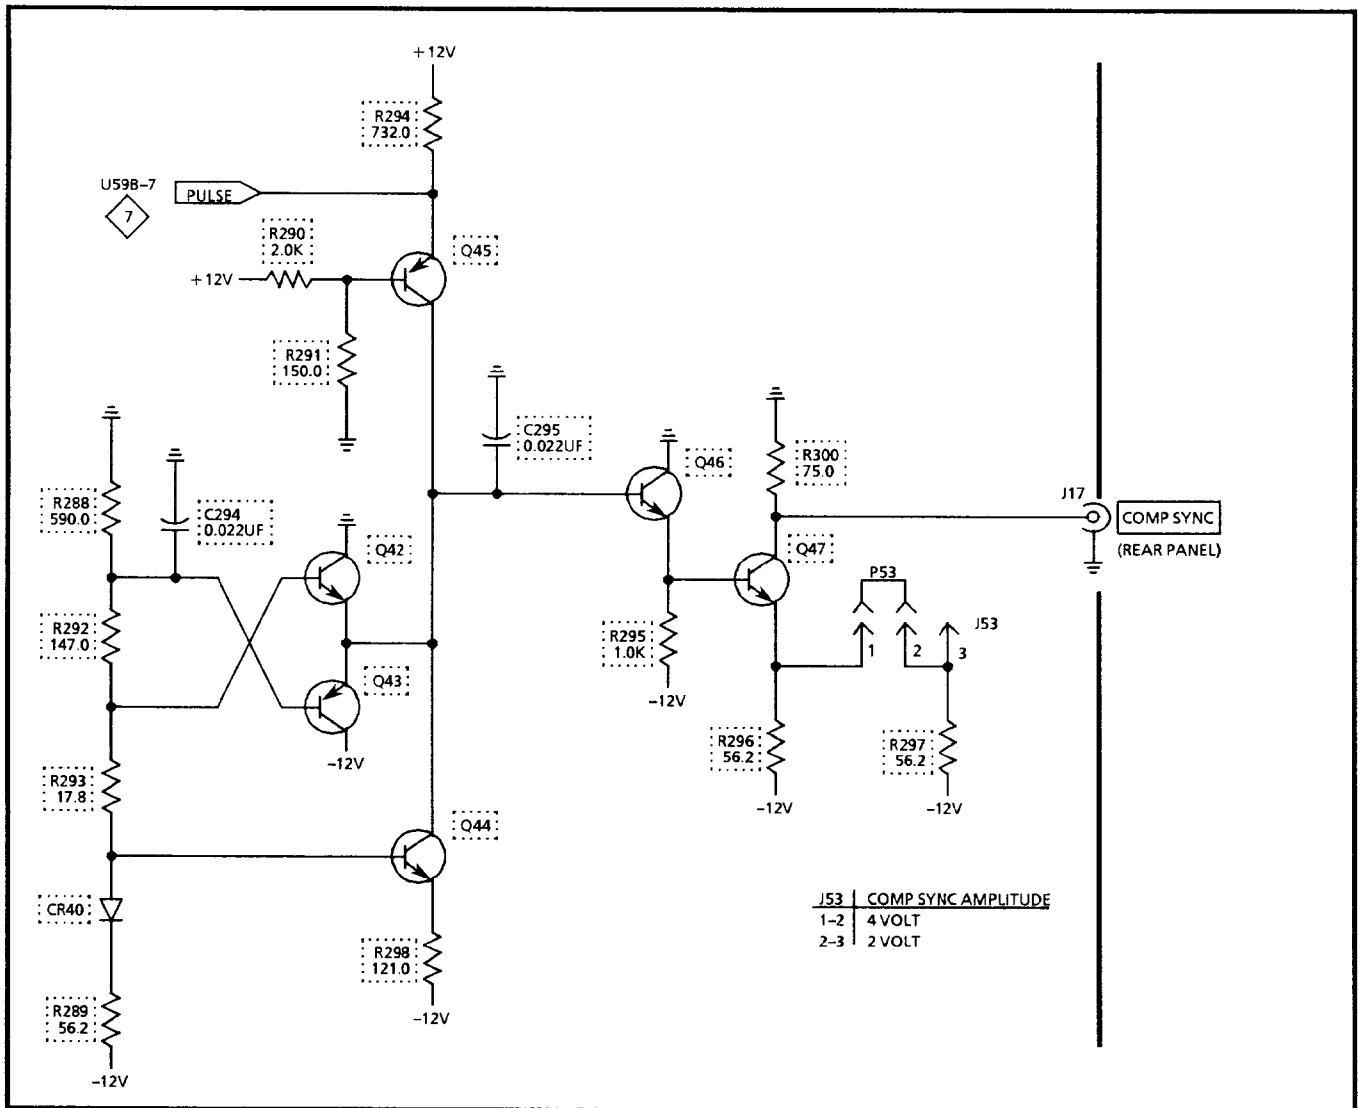 +12V
R294
732.0
U59B-7
PULSE
7
R290
2.0K
Q45
+12V
R291
150.0
C295
0.022UF
Q46
R300
75.0
J17
COMP SYNC
(REAR PANEL)
R288
590.0
C294
0.022UF
Q42
Q47
P53
R292
147.0
R295
1.0K
J53
1
2
3
Q43
-12V
-12V
R296
56.2
R297
56.2
R293
17.8
-12V
-12V
Q44
CR40
J53 COMP SYNC AMPLITUDE
1-2 4 VOLT
2-3 2 VOLT
R298
121.0
R289
56.2
-12V
-12V